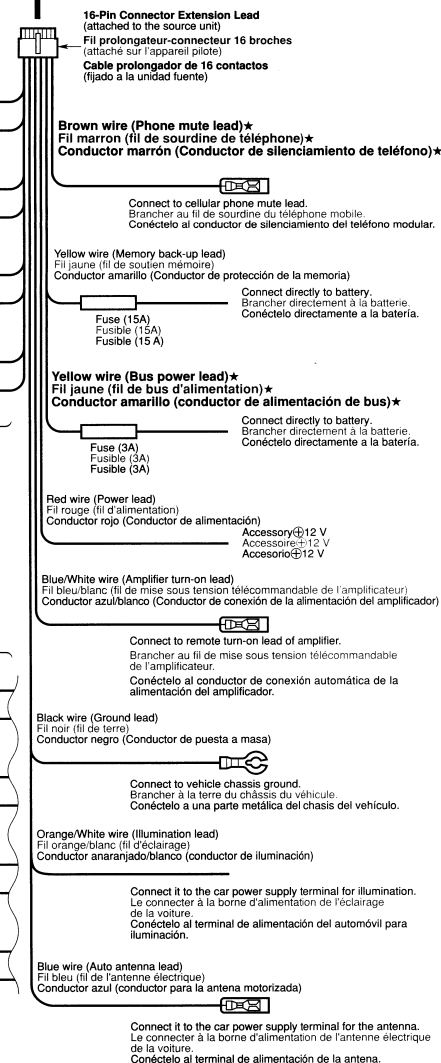 16-Pin Connector Extension Lead
(attached to the source unit)
Fil prolongateur-connecteur 16 broches
(attaché sur l'appareil pilote)
Cable prolongador de 16 contactos
(fijado a la unidad fuente)
Brown wire (Phone mute lead)★
Fil marron (fil de sourdine de téléphone)★
Conductor marrón (Conductor de silenciamiento de teléfono)★
Connect to cellular phone mute lead.
Brancher au fil de sourdine du téléphone mobile.
Conéctelo al conductor de silenciamiento del teléfono modular.
Yellow wire (Memory back-up lead)
Fil jaune (fil de soutien mémoire)
Conductor amarillo (Conductor de protección de la memoria)
Connect directly to battery.
Brancher directement à la batterie.
Conéctelo directamente a la batería.
Fuse (15A)
Fusible (15A)
Fusible (15 A)
Yellow wire (Bus power lead)★
Fil jaune (fil de bus d'alimentation)★
Conductor amarillo (conductor de alimentación de bus)★
Connect directly to battery.
Brancher directement à la batterie.
Conéctelo directamente a la batería.
Fuse (3A)
Fusible (3A)
Fusible (3A)
Red wire (Power lead)
Fil rouge (fil d'alimentation)
Conductor rojo (Conductor de alimentación)
Accessory⊕12 V
Accessoire⊕12 V
Accesorio⊕12 V
Blue/White wire (Amplifier turn-on lead)
Fil bleu/blanc (fil de mise sous tension télécommandable de l'amplificateur)
Conductor azul/blanco (Conductor de conexión de la alimentación del amplificador)
Connect to remote turn-on lead of amplifier.
Brancher au fil de mise sous tension télécommandable
de l'amplificateur.
Conéctelo al conductor de conexión automática de la
alimentación del amplificador.
Black wire (Ground lead)
Fil noir (fil de terre)
Conductor negro (Conductor de puesta a masa)
Connect to vehicle chassis ground.
Brancher à la terre du châssis du véhicule.
Conéctelo a una parte metálica del chasis del vehículo.
Orange/White wire (Illumination lead)
Fil orange/blanc (fil d'éclairage)
Conductor anaranjado/blanco (conductor de iluminación)
Connect it to the car power supply terminal for illumination.
Le connecter à la borne d'alimentation de l'éclairage
de la voiture.
Conéctelo al terminal de alimentación del automóvil para
iluminación.
Blue wire (Auto antenna lead)
Fil bleu (fil de l'antenne électrique)
Conductor azul (conductor para la antena motorizada)
Connect it to the car power supply terminal for the antenna.
Le connecter à la borne d'alimentation de l'antenne électrique
de la voiture.
Conéctelo al terminal de alimentación de la antena.